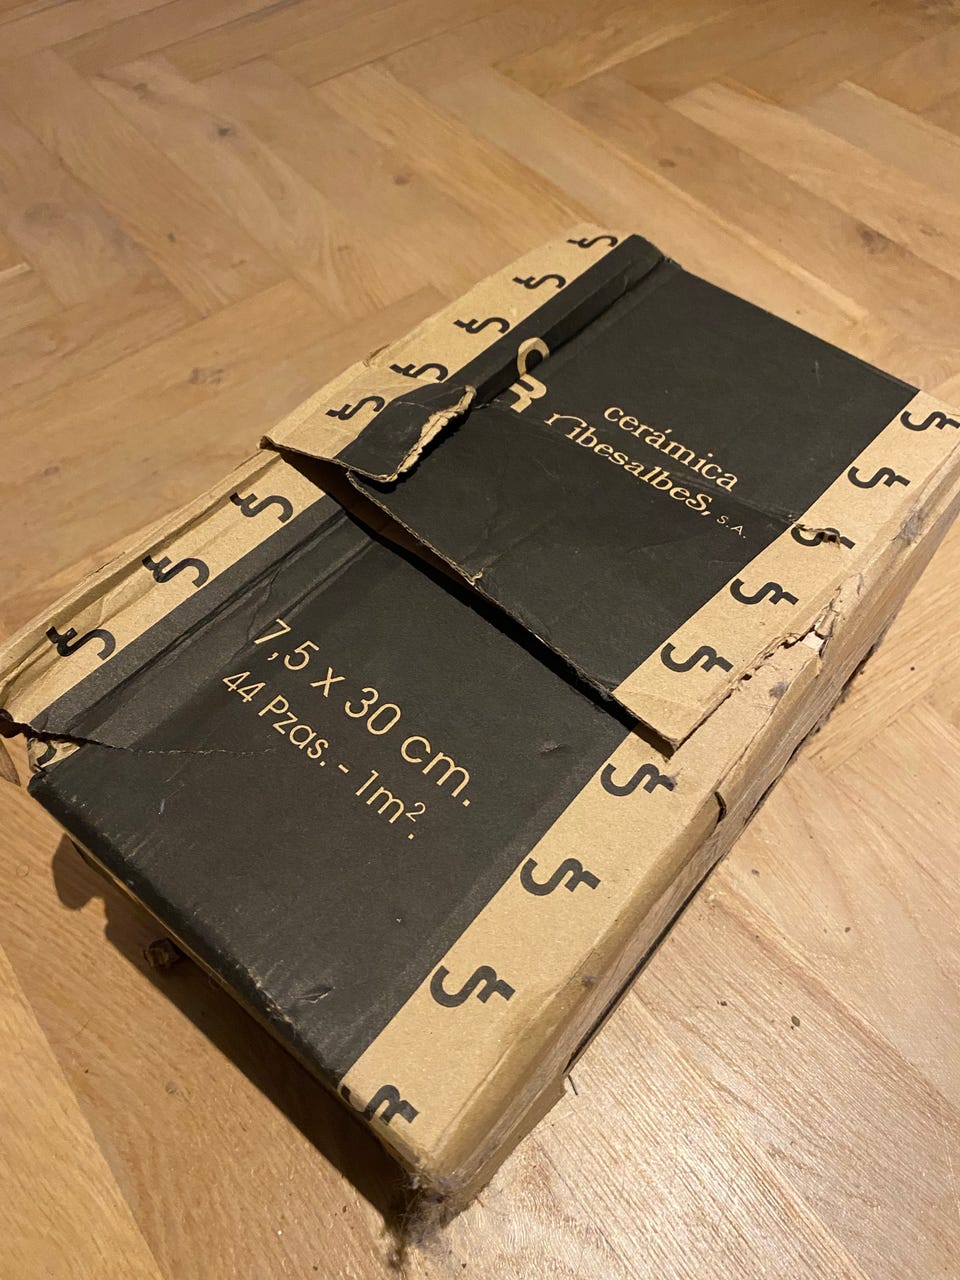 cerámica
ribesalbes, S.A.
7,5 x 30 cm.
44 Pzas. - 1m².